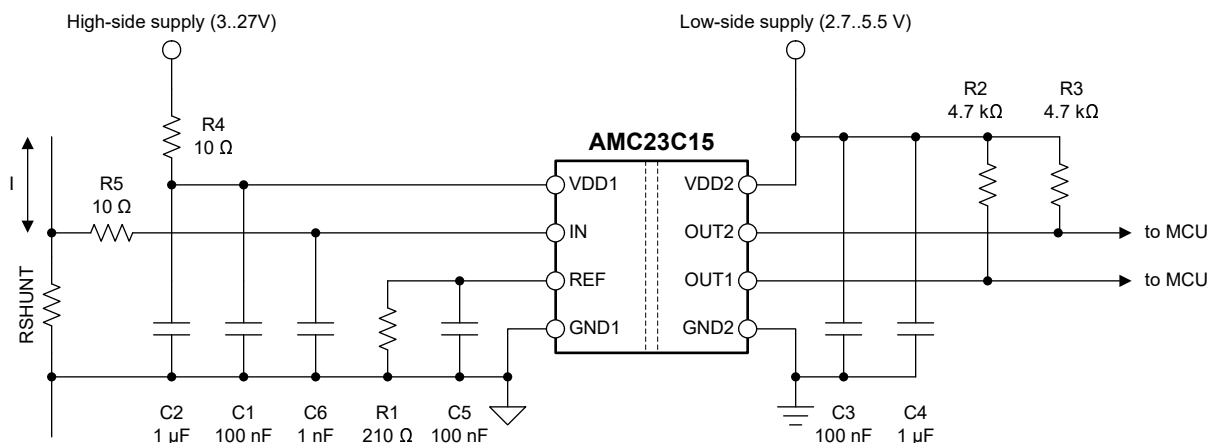 High-side supply (3..27V)
Low-side supply (2.7..5.5 V)
R2
4.7 kΩ
R3
4.7 kΩ
R4
10 Ω
AMC23C15
I
R5
10 Ω
VDD1
VDD2
IN
OUT2
to MCU
RSHUNT
REF
OUT1
to MCU
GND1
GND2
C2
1 µF
C1
100 nF
C6
1 nF
R1
210 Ω
C5
100 nF
C3
100 nF
C4
1 µF